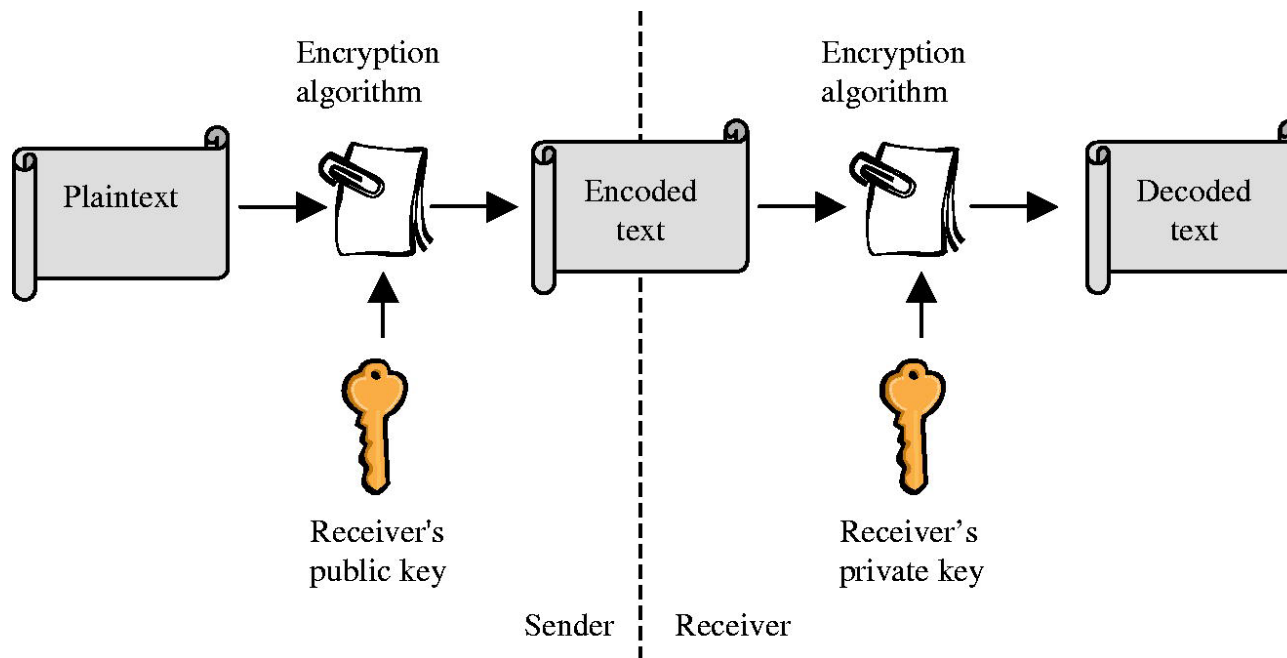 Encryption
algorithm
Encryption
algorithm
Plaintext
Encoded
text
Decoded
text
Receiver's
public key
Receiver’s
private key
Sender
Receiver